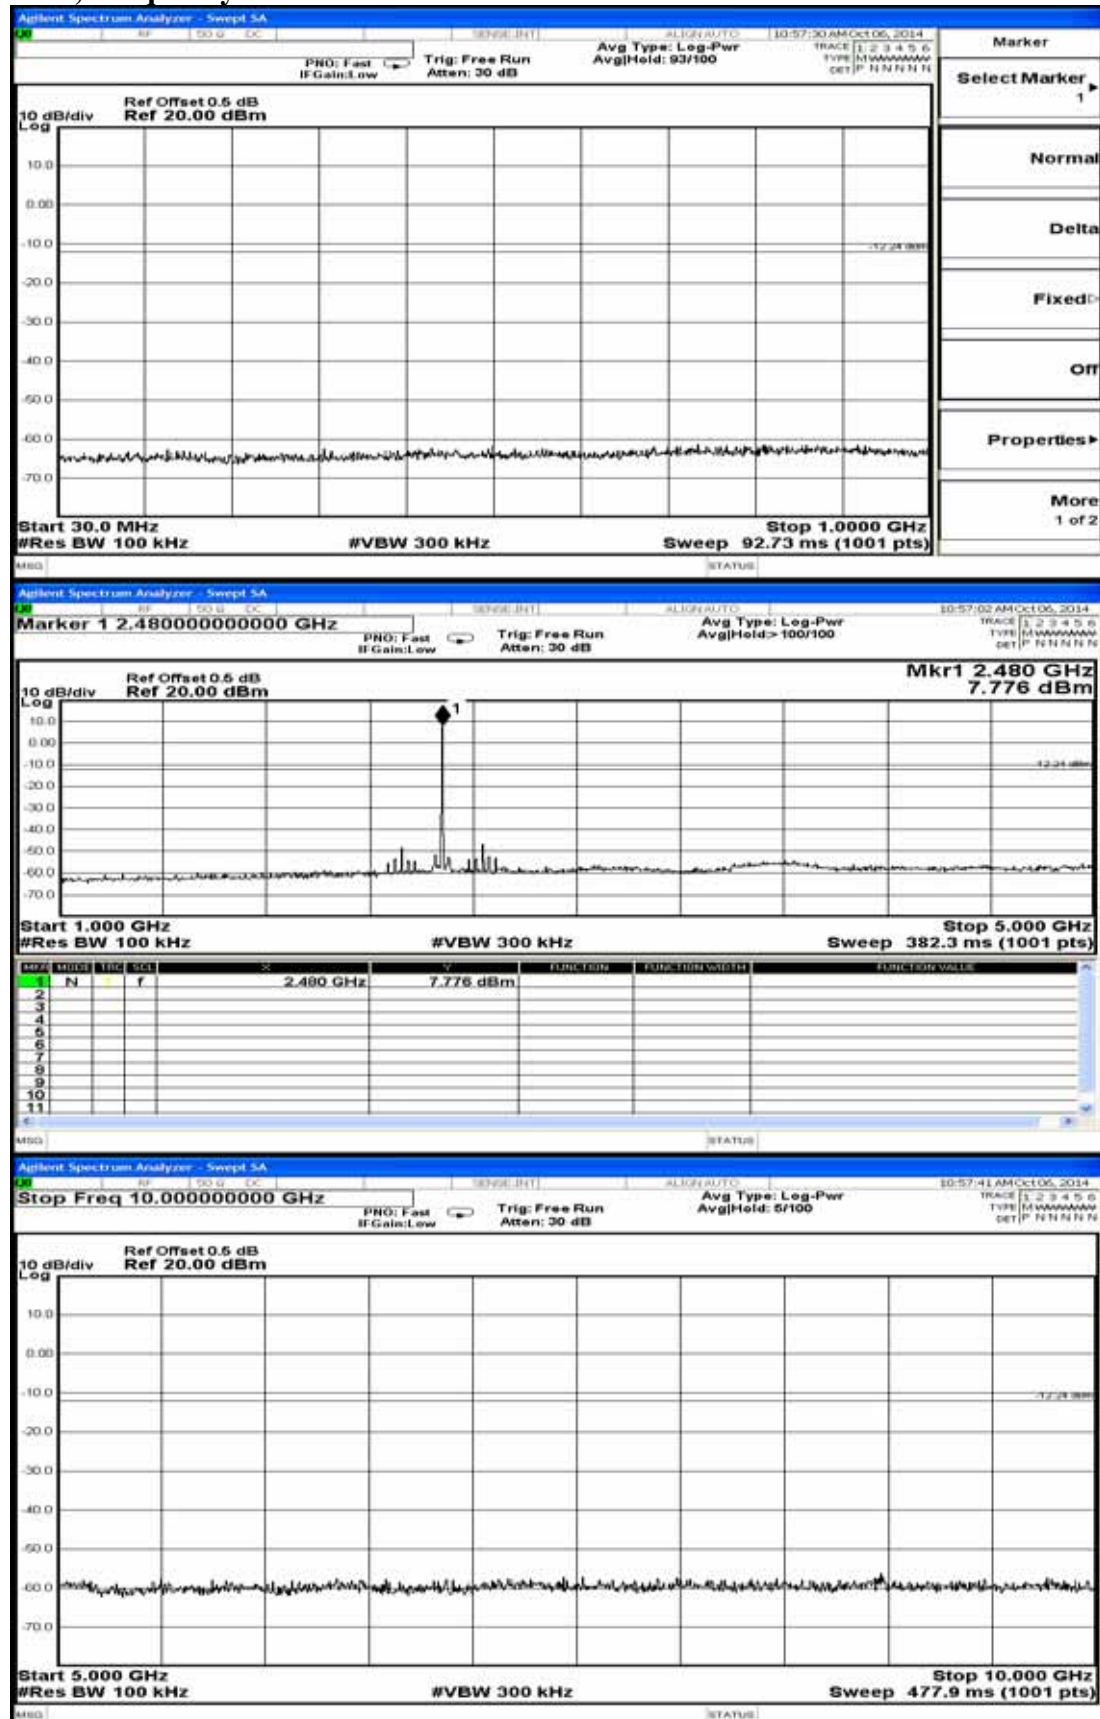 Agilent Spectrum Analyzer - Swept SA
RF 50 Ω DC SENSE:INT ALIGN AUTO 10:57:30 AM Oct 06, 2014
Avg Type: Log-Pwr TRACE 1 2 3 4 5 6
PNO: Fast Trig: Free Run Avg|Hold: 93/100 TYPE M WWWWW
IFGain:Low Atten: 30 dB DET P N N N N N
Ref Offset 0.5 dB
10 dB/div Ref 20.00 dBm
Log
10.0
0.00
-10.0
-12.24 dBm
-20.0
-30.0
-40.0
-50.0
-60.0
-70.0
Start 30.0 MHz Stop 1.0000 GHz
#Res BW 100 kHz #VBW 300 kHz Sweep 92.73 ms (1001 pts)
MSG STATUS
Marker
Select Marker
1
Normal
Delta
Fixed
Off
Properties
More
1 of 2
Agilent Spectrum Analyzer - Swept SA
RF 50 Ω DC SENSE:INT ALIGN AUTO 10:57:02 AM Oct 06, 2014
Marker 1 2.480000000000 GHz Avg Type: Log-Pwr TRACE 1 2 3 4 5 6
PNO: Fast Trig: Free Run Avg|Hold:>100/100 TYPE M WWWWW
IFGain:Low Atten: 30 dB DET P N N N N N
Mkr1 2.480 GHz
Ref Offset 0.5 dB
10 dB/div Ref 20.00 dBm 7.776 dBm
Log
1
10.0
0.00
-10.0
-12.24 dBm
-20.0
-30.0
-40.0
-50.0
-60.0
-70.0
Start 1.000 GHz Stop 5.000 GHz
#Res BW 100 kHz #VBW 300 kHz Sweep 382.3 ms (1001 pts)
MKR MODE TRC SCL X Y FUNCTION FUNCTION WIDTH FUNCTION VALUE
1 N 1 f 2.480 GHz 7.776 dBm
2
3
4
5
6
7
8
9
10
11
MSG STATUS
Agilent Spectrum Analyzer - Swept SA
RF 50 Ω DC SENSE:INT ALIGN AUTO 10:57:41 AM Oct 06, 2014
Stop Freq 10.000000000 GHz Avg Type: Log-Pwr TRACE 1 2 3 4 5 6
PNO: Fast Trig: Free Run Avg|Hold: 5/100 TYPE M WWWWW
IFGain:Low Atten: 30 dB DET P N N N N N
Ref Offset 0.5 dB
10 dB/div Ref 20.00 dBm
Log
10.0
0.00
-10.0
-12.24 dBm
-20.0
-30.0
-40.0
-50.0
-60.0
-70.0
Start 5.000 GHz Stop 10.000 GHz
#Res BW 100 kHz #VBW 300 kHz Sweep 477.9 ms (1001 pts)
MSG STATUS